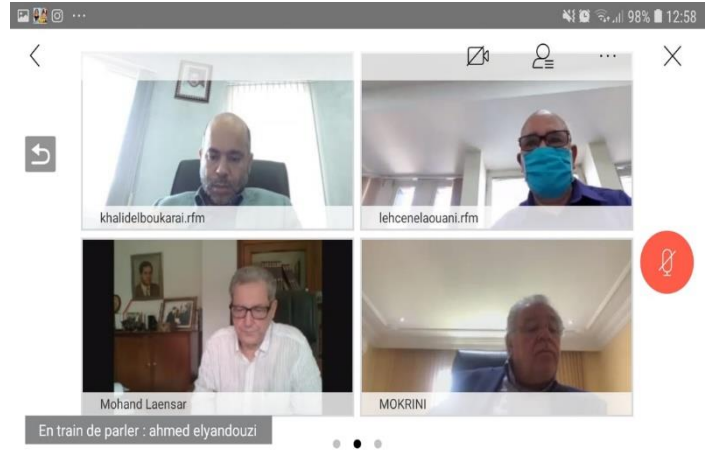 98% 12:58
khalidelboukarai.rfm
lehcenelaouani.rfm
Mohand Laensar
MOKRINI
En train de parler : ahmed elyandouzi